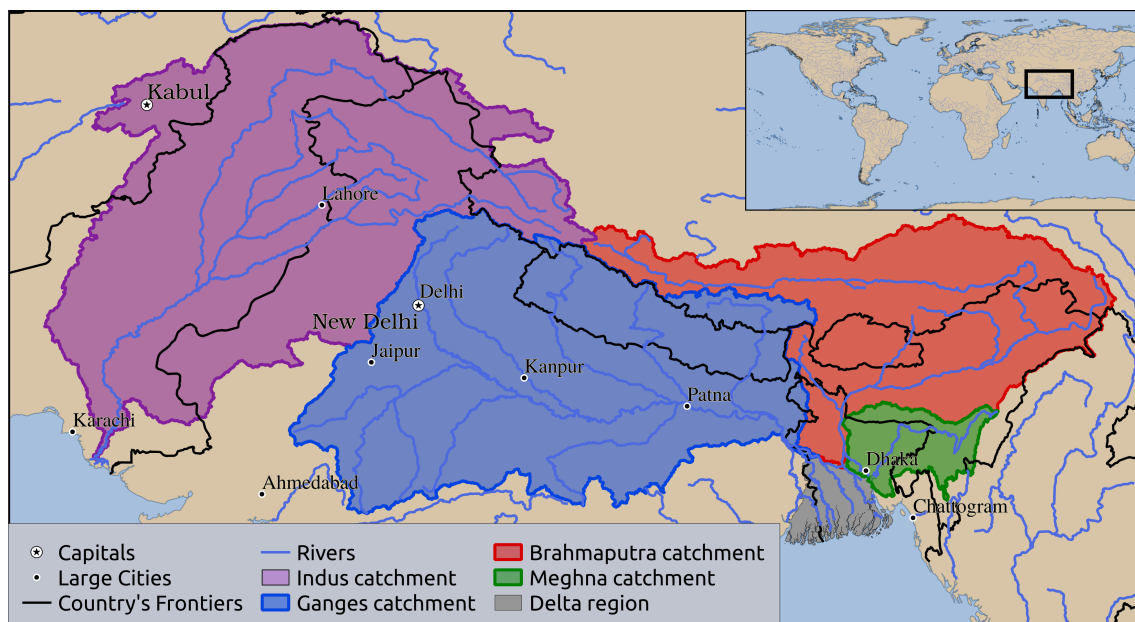 Kabul
Lahore
Delhi
New Delhi
Jaipur
Kanpur
Patna
Karachi
Dhaka
Ahmedabad
Chattogram
Capitals
Large Cities
Country's Frontiers
Rivers
Indus catchment
Ganges catchment
Brahmaputra catchment
Meghna catchment
Delta region